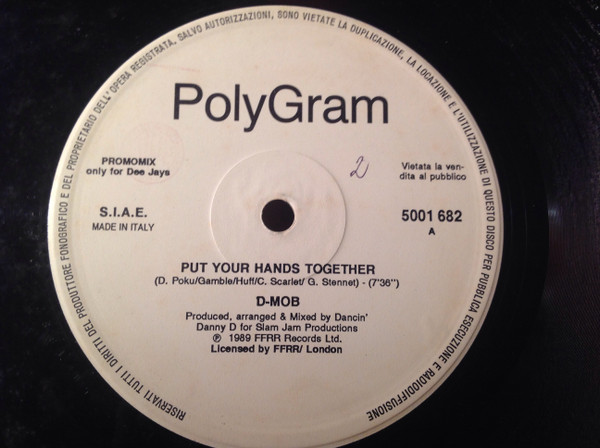 RISERVATI TUTTI I DIRITTI DEL PRODUTTORE FONOGRAFICO E DEL PROPRIETARIO DELL'OPERA REGISTRATA. SALVO AUTORIZZAZIONI, SONO VIETATE LA DUPLICAZIONE, LA LOCAZIONE E L'UTILIZZAZIONE DI QUESTO DISCO PER PUBBLICA ESECUZIONE E RADIODIFFUSIONE
PolyGram
PROMOMIX
only for Dee Jays
2
Vietata la ven-
dita al pubblico
S.I.A.E.
MADE IN ITALY
5001 682
A
PUT YOUR HANDS TOGETHER
(D. Poku/Gamble/Huff/C. Scarlet/ G. Stennet) - (7'36")
D-MOB
Produced, arranged & Mixed by Dancin'
Danny D for Slam Jam Productions
℗ 1989 FFRR Records Ltd.
Licensed by FFRR/ London